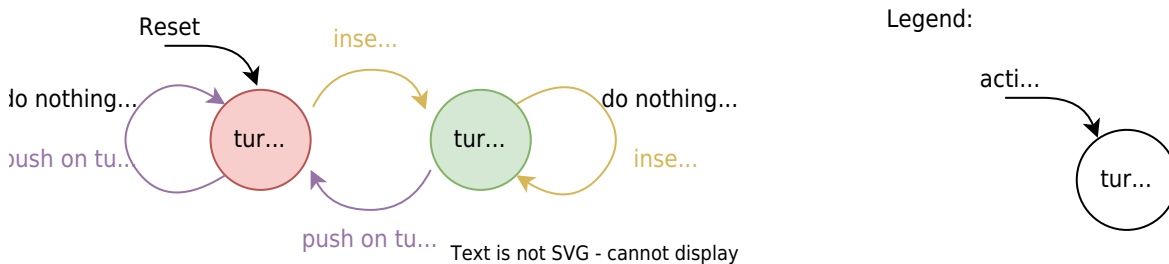 Reset
Legend:
inse...
do nothing...
push on tu...
tur...
tur...
do nothing...
inse...
push on tu...
acti...
tur...
Text is not SVG - cannot display